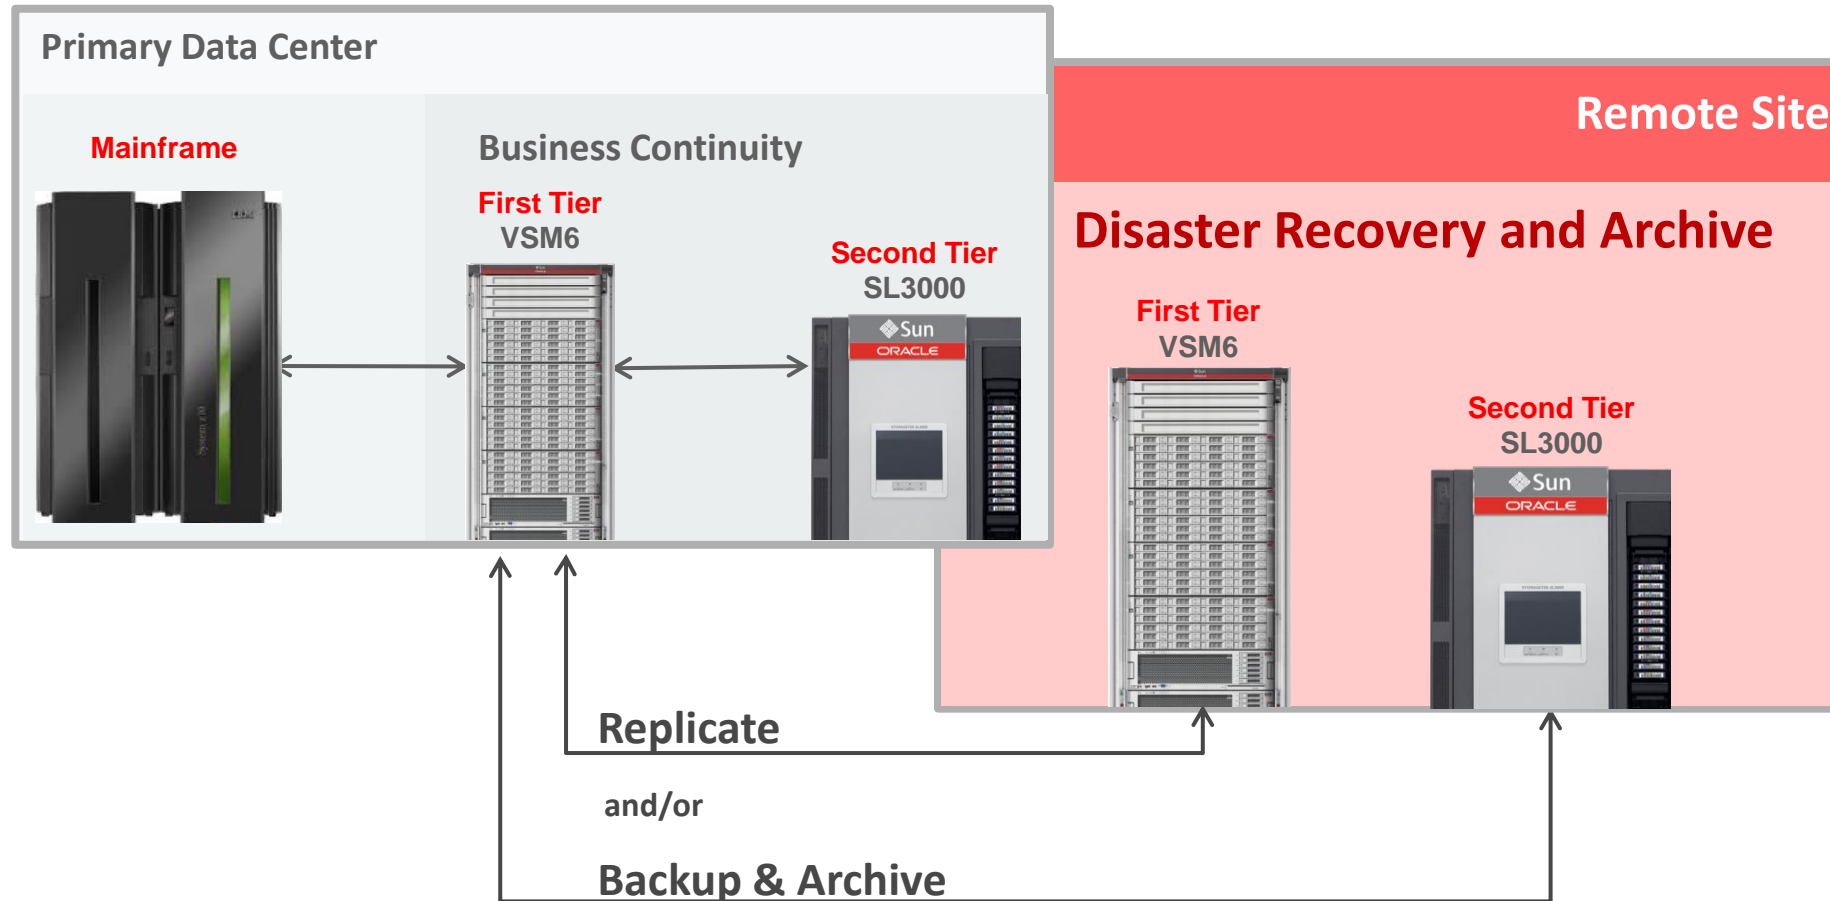 Primary Data Center
Remote Site
Mainframe
Business Continuity
First Tier
VSM6
Second Tier
SL3000
Sun
ORACLE
Disaster Recovery and Archive
First Tier
VSM6
Second Tier
SL3000
Sun
ORACLE
Replicate
and/or
Backup & Archive